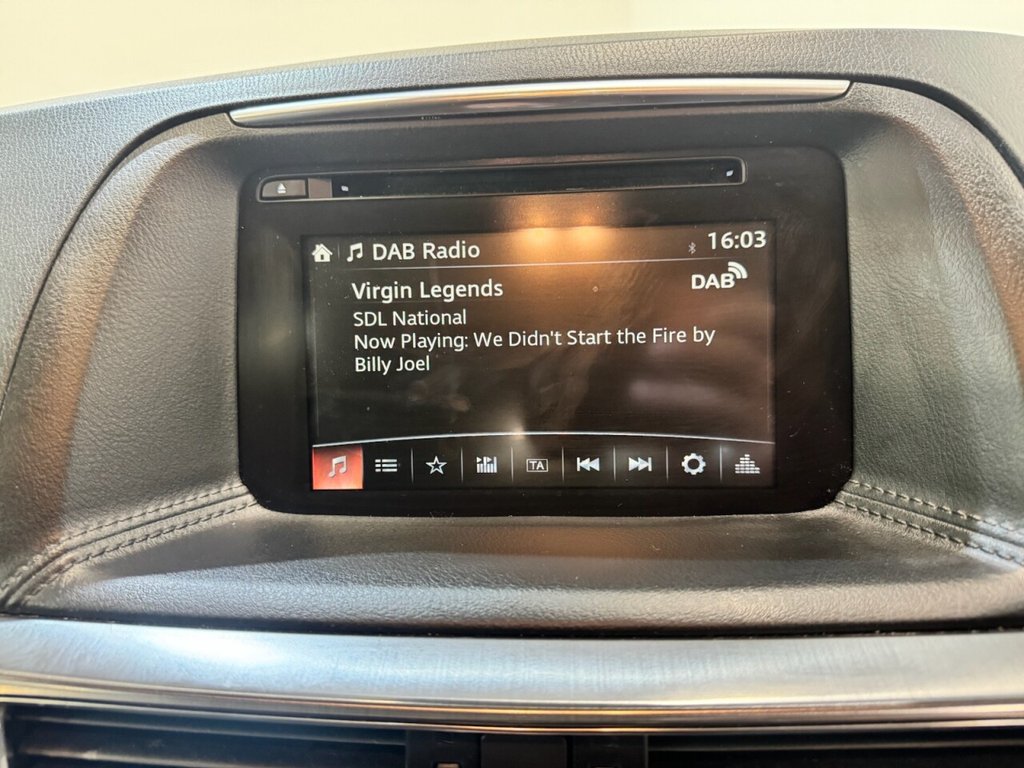 DAB Radio 16:03
Virgin Legends DAB
SDL National
Now Playing: We Didn't Start the Fire by
Billy Joel
TA